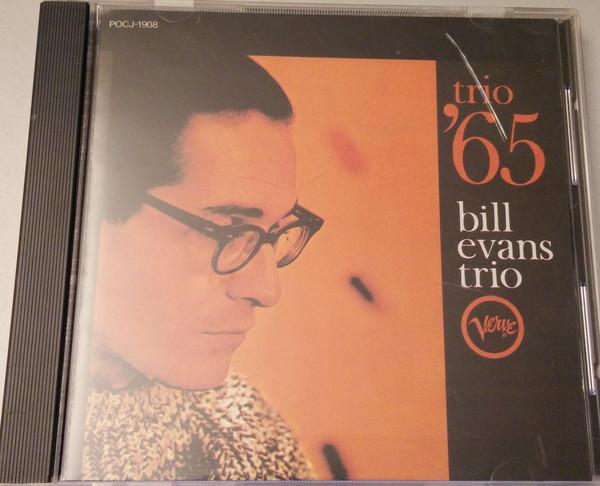 POCJ-1908
trio
'65
bill
evans
trio
Verve